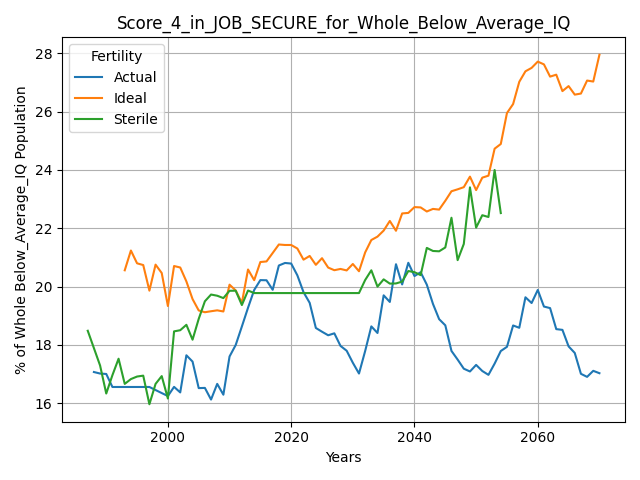 Score_4_in_JOB_SECURE_for_Whole_Below_Average_IQ
Fertility
Actual
Ideal
Sterile
% of Whole Below_Average_IQ Population
28
26
24
22
20
18
16
2000
2020
2040
2060
Years